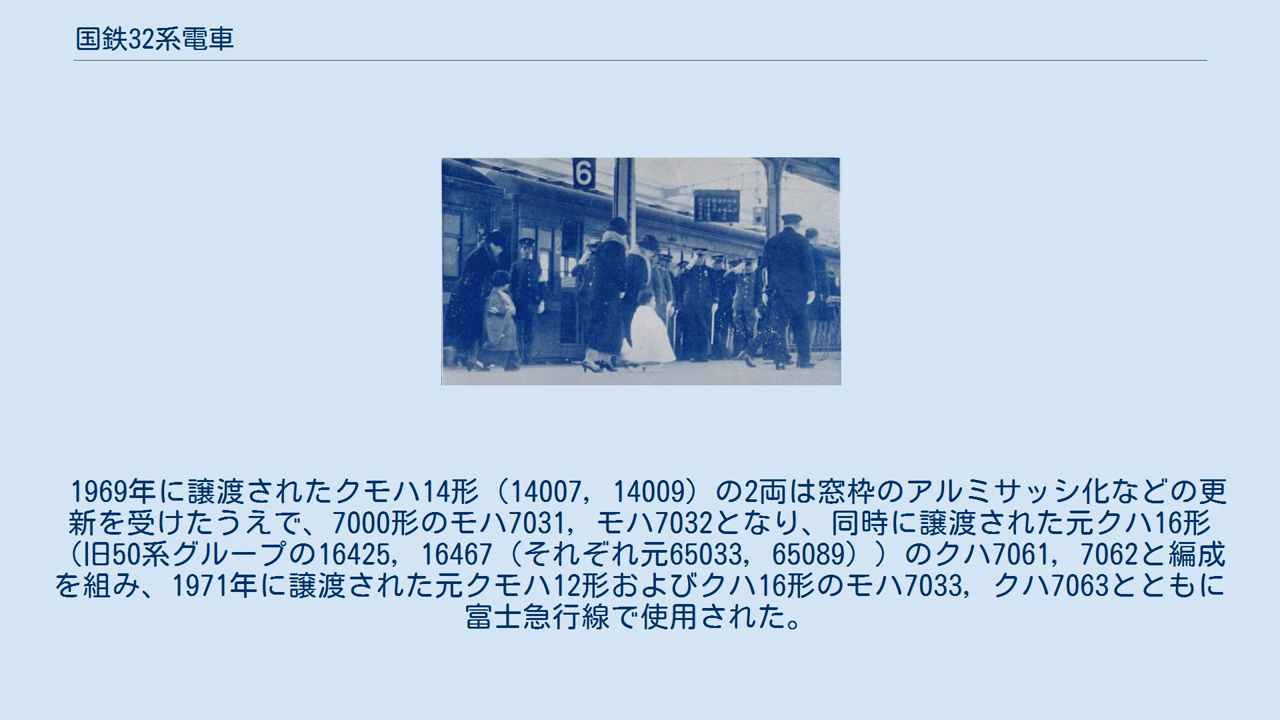 国鉄32系電車
6
1969年に譲渡されたクモハ14形（14007，14009）の2両は窓枠のアルミサッシ化などの更
新を受けたうえで、7000形のモハ7031，モハ7032となり、同時に譲渡された元クハ16形
（旧50系グループの16425，16467（それぞれ元65033，65089））のクハ7061，7062と編成
を組み、1971年に譲渡された元クモハ12形およびクハ16形のモハ7033，クハ7063とともに
富士急行線で使用された。